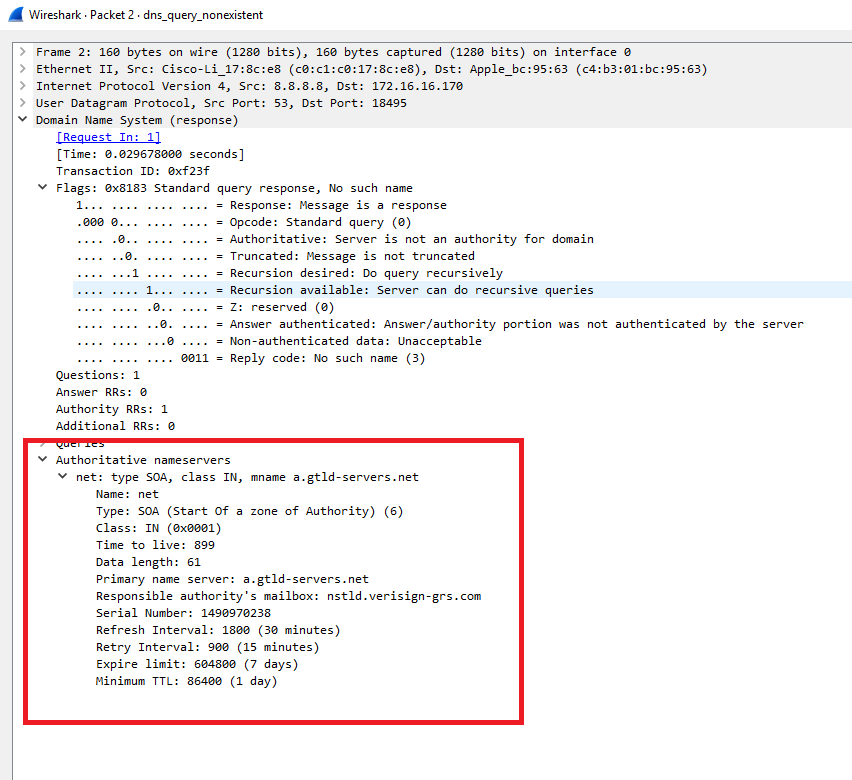 Wireshark · Packet 2 · dns_query_nonexistent
Frame 2: 160 bytes on wire (1280 bits), 160 bytes captured (1280 bits) on interface 0
Ethernet II, Src: Cisco-Li_17:8c:e8 (c0:c1:c0:17:8c:e8), Dst: Apple_bc:95:63 (c4:b3:01:bc:95:63)
Internet Protocol Version 4, Src: 8.8.8.8, Dst: 172.16.16.170
User Datagram Protocol, Src Port: 53, Dst Port: 18495
Domain Name System (response)
[Request In: 1]
[Time: 0.029678000 seconds]
Transaction ID: 0xf23f
Flags: 0x8183 Standard query response, No such name
1... .... .... .... = Response: Message is a response
.000 0... .... .... = Opcode: Standard query (0)
.... .0.. .... .... = Authoritative: Server is not an authority for domain
.... ..0. .... .... = Truncated: Message is not truncated
.... ...1 .... .... = Recursion desired: Do query recursively
.... .... 1... .... = Recursion available: Server can do recursive queries
.... .... .0.. .... = Z: reserved (0)
.... .... ..0. .... = Answer authenticated: Answer/authority portion was not authenticated by the server
.... .... ...0 .... = Non-authenticated data: Unacceptable
.... .... .... 0011 = Reply code: No such name (3)
Questions: 1
Answer RRs: 0
Authority RRs: 1
Additional RRs: 0
Queries
Authoritative nameservers
net: type SOA, class IN, mname a.gtld-servers.net
Name: net
Type: SOA (Start Of a zone of Authority) (6)
Class: IN (0x0001)
Time to live: 899
Data length: 61
Primary name server: a.gtld-servers.net
Responsible authority's mailbox: nstld.verisign-grs.com
Serial Number: 1490970238
Refresh Interval: 1800 (30 minutes)
Retry Interval: 900 (15 minutes)
Expire limit: 604800 (7 days)
Minimum TTL: 86400 (1 day)